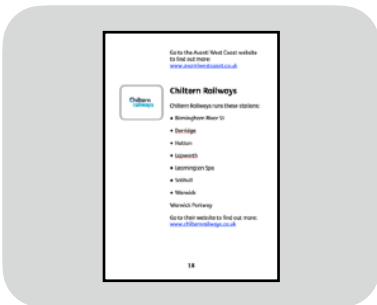 Go to the Avanti West Coast website
to find out more:
www.avantiwestcoast.co.uk
Chiltern
railways
Chiltern Railways
Chiltern Railways runs these stations:
• Birmingham Moor St
• Dorridge
• Hatton
• Lapworth
• Leamington Spa
• Solihull
• Warwick
Warwick Parkway
Go to their website to find out more:
www.chilternrailways.co.uk
18